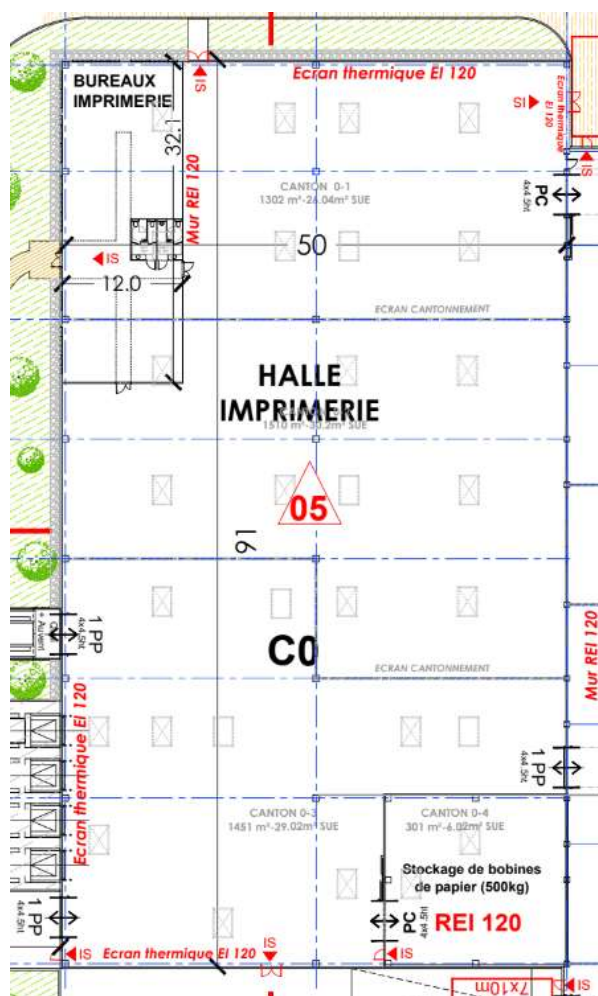 Ecran thermique EI 120
BUREAUX
IMPRIMERIE
IS
32.1
Mur REI 120
IS
Ecran thermique
EI 120
IS
PC
4x4.5ht
CANTON 0-1
1302 m²-26.04m² SUE
50
IS
12.0
ECRAN CANTONNEMENT
HALLE
IMPRIMERIE
1510 m²-30.2m² SUE
05
91
1 PP
4x4.5ht
+ Auvent
C0
ECRAN CANTONNEMENT
Mur REI 120
Ecran thermique EI 120
1 PP
4x4.5ht
CANTON 0-3
1451 m²-29.02m² SUE
CANTON 0-4
301 m²-6.02m² SUE
Stockage de bobines
de papier (500kg)
1 PP
4x4.5ht
PC
4x4.5ht
REI 120
IS
Ecran thermique EI 120
IS
IS
7x10m
IS